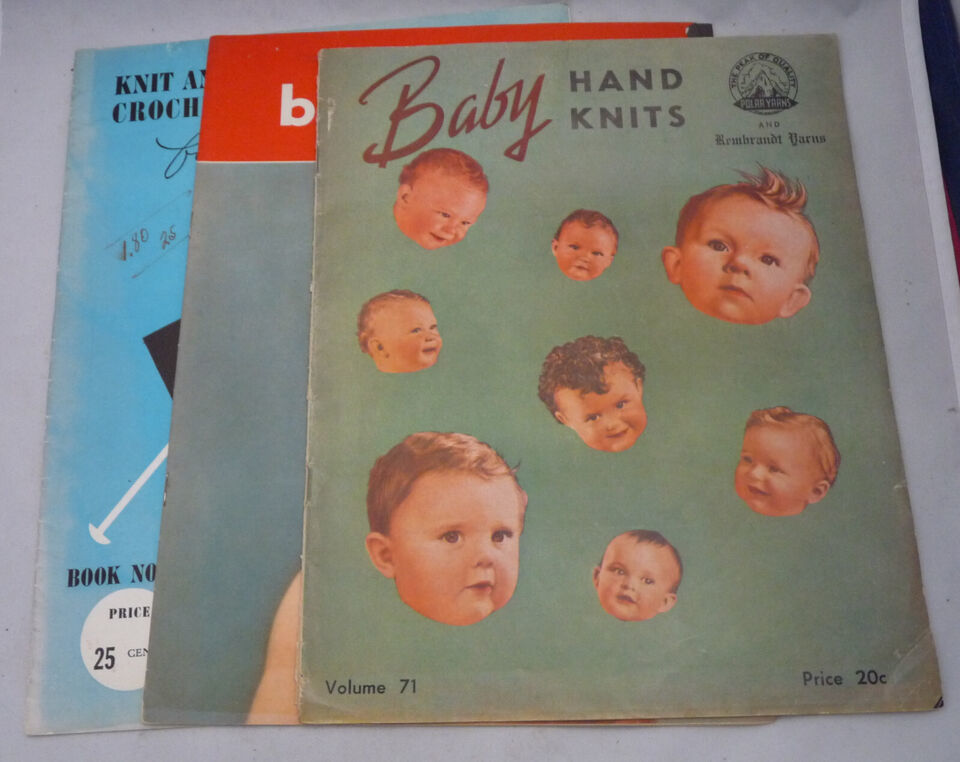 KNIT AN
CROCH
1.80 25
BOOK NO
PRICE
25 CEN
b
Baby HAND
KNITS
THE PEAK OF QUALITY
POLAR YARNS
AND
Rembrandt Yarns
Volume 71
Price 20c